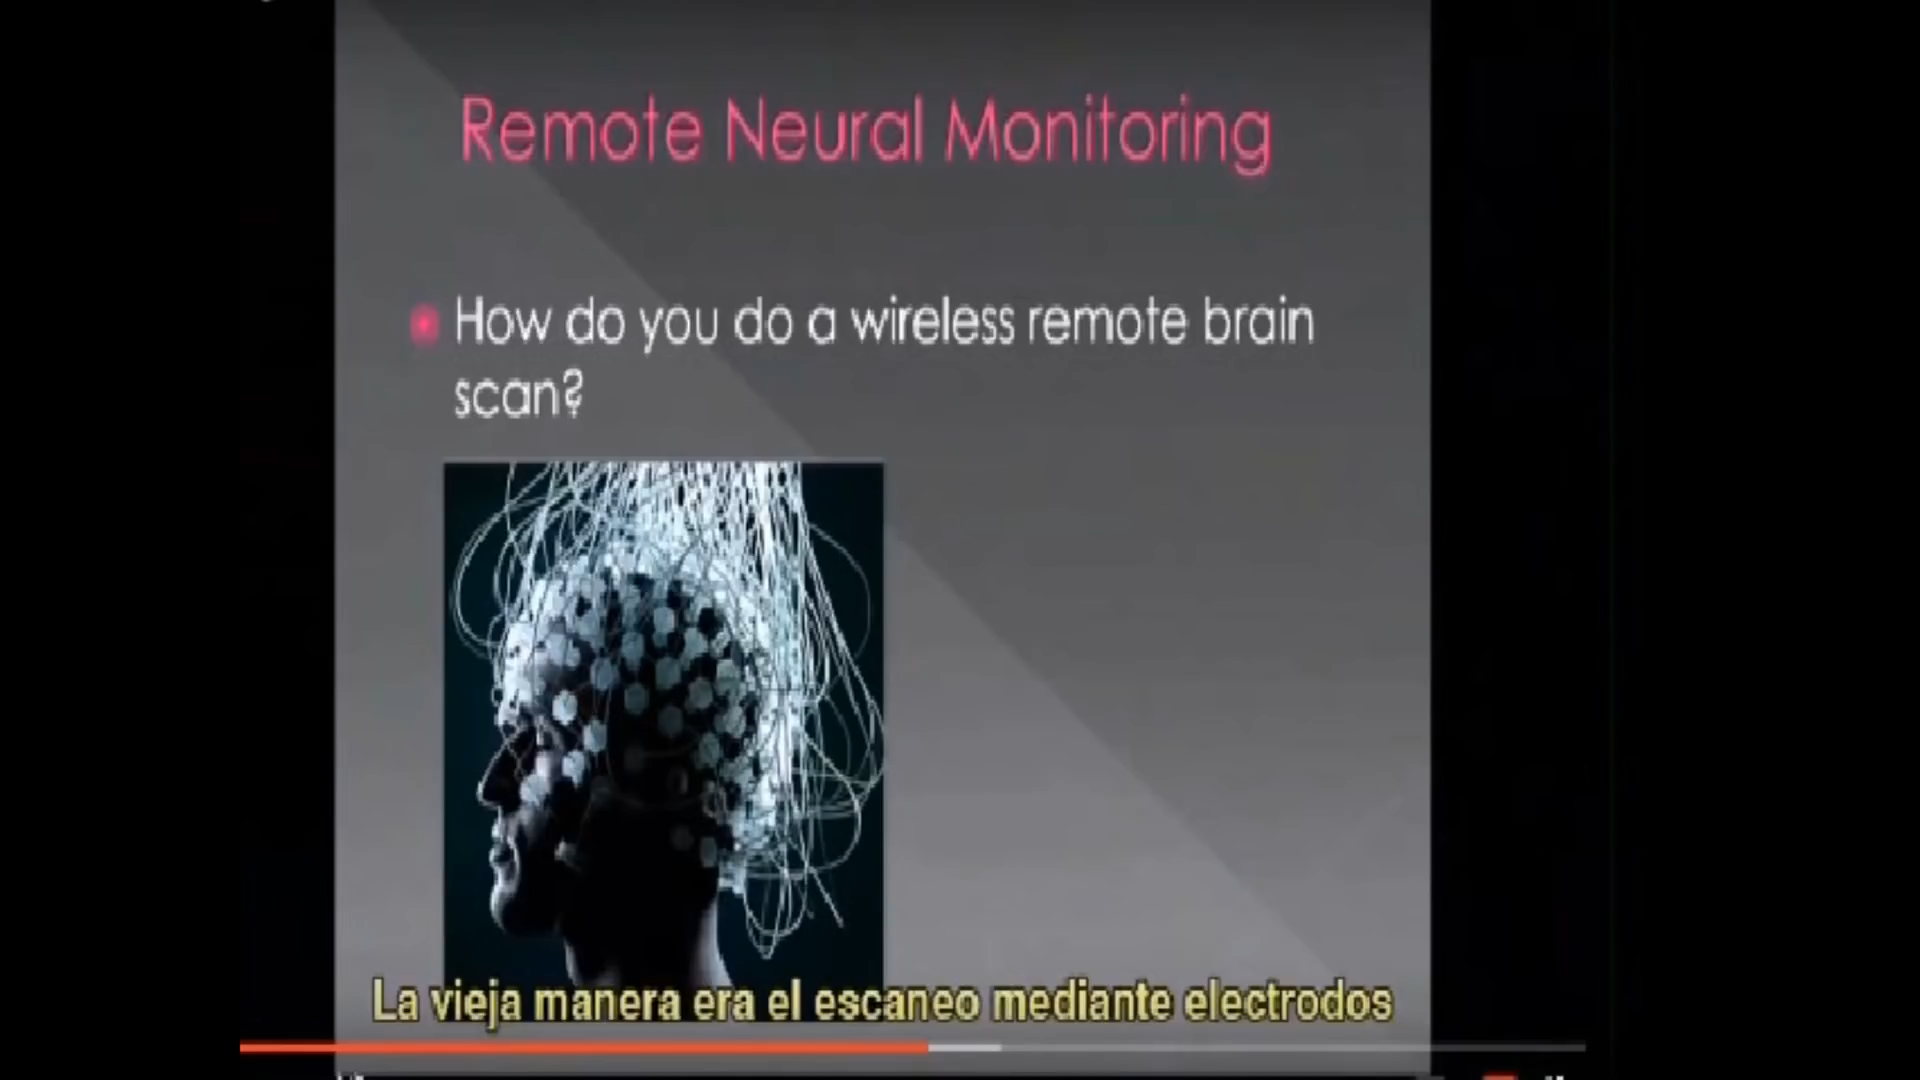 Remote Neural Monitoring
How do you do a wireless remote brain
scan?
La vieja manera era el escaneo mediante electrodos